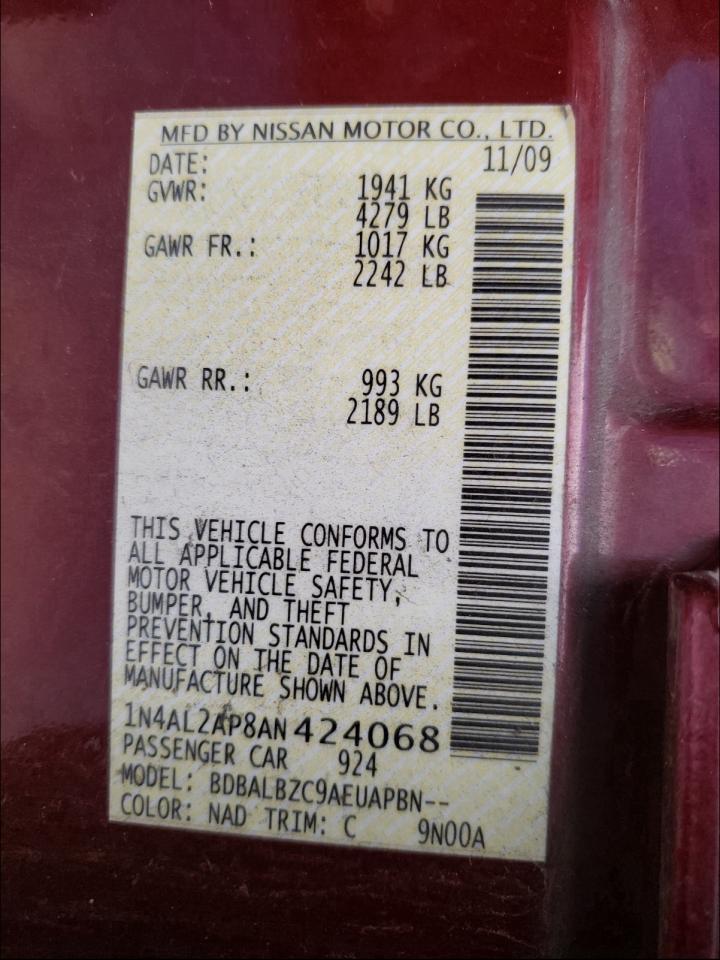 MFD BY NISSAN MOTOR CO., LTD.
DATE: 11/09
GVWR: 1941 KG
4279 LB
GAWR FR.: 1017 KG
2242 LB
GAWR RR.: 993 KG
2189 LB
THIS VEHICLE CONFORMS TO
ALL APPLICABLE FEDERAL
MOTOR VEHICLE SAFETY,
BUMPER, AND THEFT
PREVENTION STANDARDS IN
EFFECT ON THE DATE OF
MANUFACTURE SHOWN ABOVE.
1N4AL2AP8AN424068
PASSENGER CAR 924
MODEL: BDBALBZC9AEUAPBN--
COLOR: NAD TRIM: C 9N00A